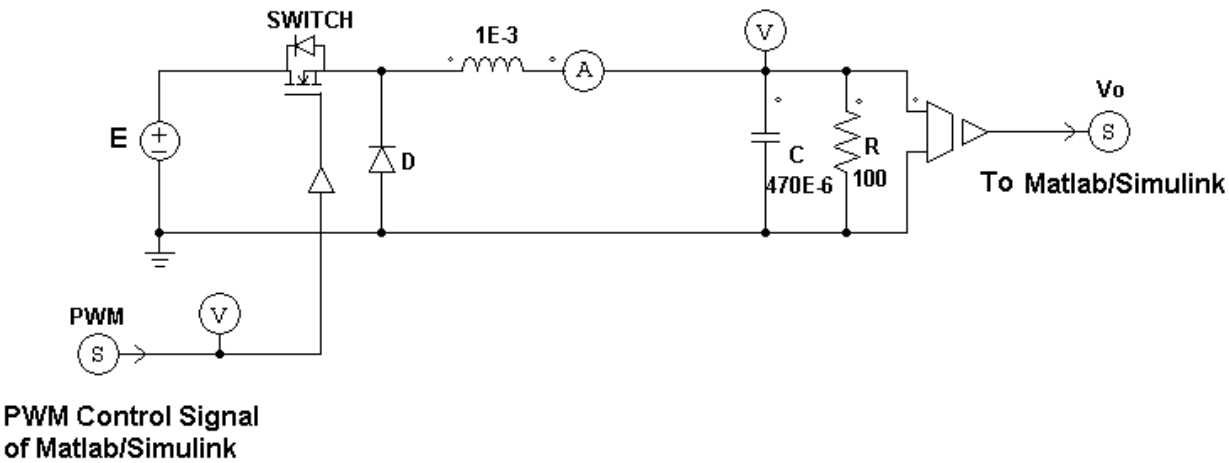 SWITCH
1E-3
V
A
E
D
C
470E-6
R
100
Vo
S
To Matlab/Simulink
PWM
V
S
PWM Control Signal
of Matlab/Simulink